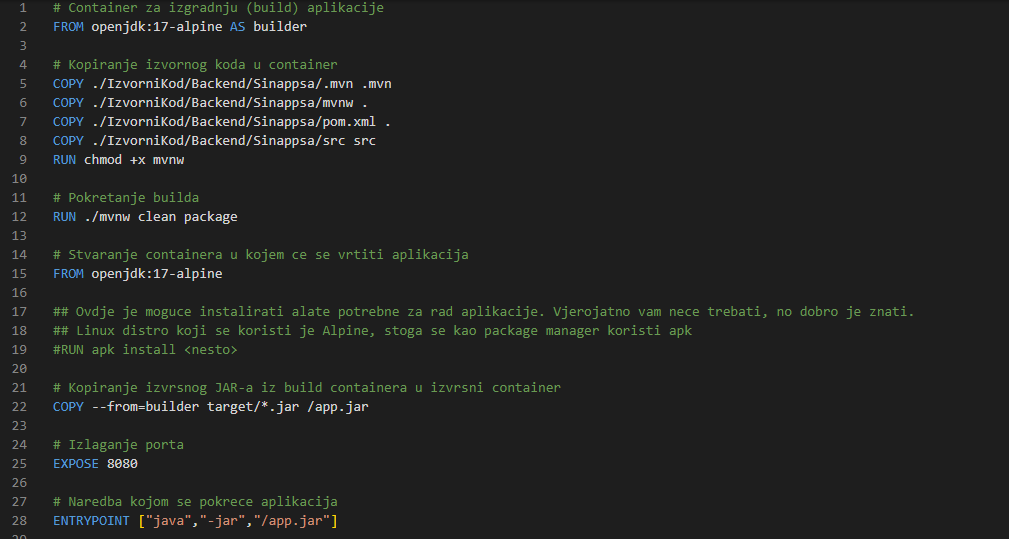 1 # Container za izgradnju (build) aplikacije
2 FROM openjdk:17-alpine AS builder
3
4 # Kopiranje izvornog koda u container
5 COPY ./IzvorniKod/Backend/Sinappsa/.mvn .mvn
6 COPY ./IzvorniKod/Backend/Sinappsa/mvnw .
7 COPY ./IzvorniKod/Backend/Sinappsa/pom.xml .
8 COPY ./IzvorniKod/Backend/Sinappsa/src src
9 RUN chmod +x mvnw
10
11 # Pokretanje builda
12 RUN ./mvnw clean package
13
14 # Stvaranje containera u kojem ce se vrtiti aplikacija
15 FROM openjdk:17-alpine
16
17 ## Ovdje je moguce instalirati alate potrebne za rad aplikacije. Vjerojatno vam nece trebati, no dobro je znati.
18 ## Linux distro koji se koristi je Alpine, stoga se kao package manager koristi apk
19 #RUN apk install <nesto>
20
21 # Kopiranje izvrsnog JAR-a iz build containera u izvrsni container
22 COPY --from=builder target/*.jar /app.jar
23
24 # Izlaganje porta
25 EXPOSE 8080
26
27 # Naredba kojom se pokrece aplikacija
28 ENTRYPOINT ["java","-jar","/app.jar"]
29